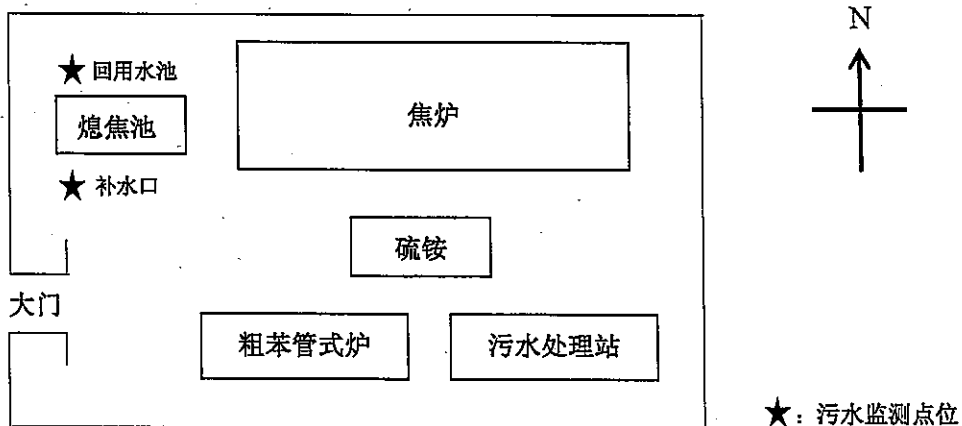 N
★ 回用水池
焦炉
熄焦池
★ 补水口
硫铵
大门
粗苯管式炉
污水处理站
★：污水监测点位